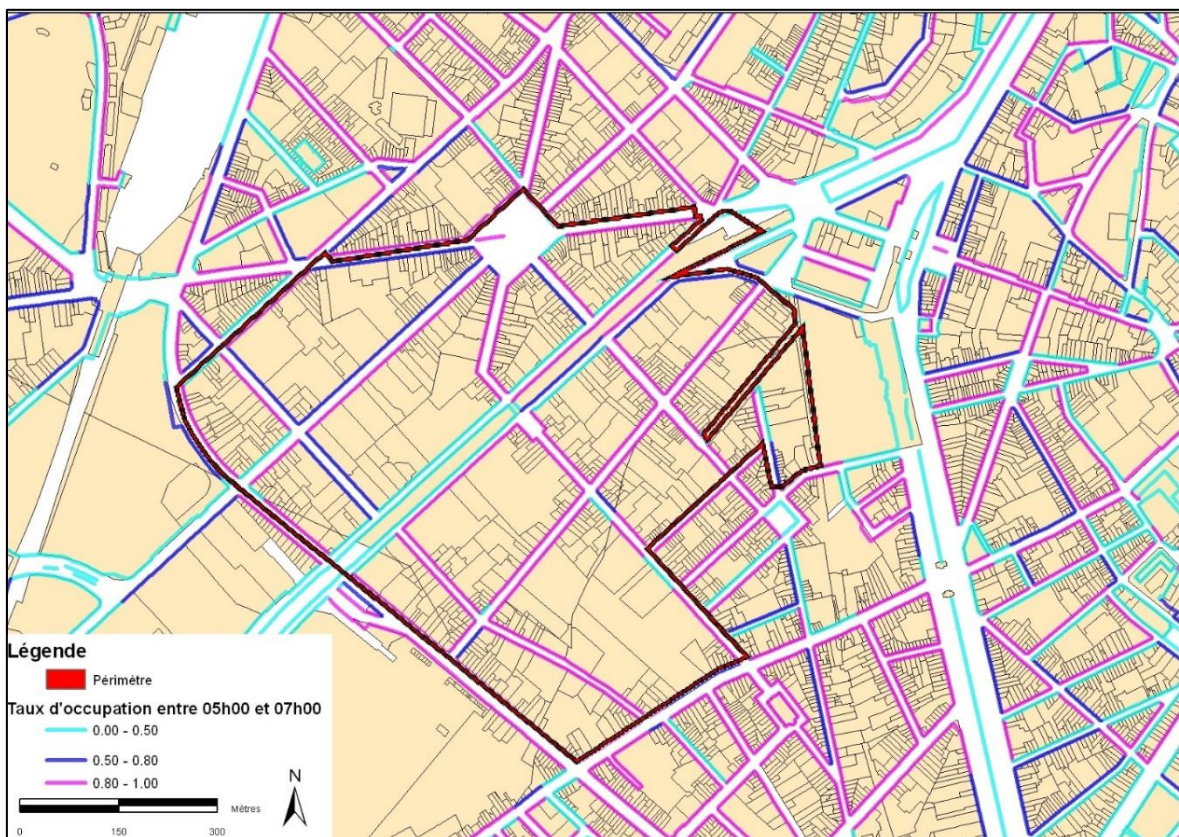 Légende
Périmètre
Taux d'occupation entre 05h00 et 07h00
0.00 - 0.50
0.50 - 0.80
0.80 - 1.00
N
Mètres
0 150 300